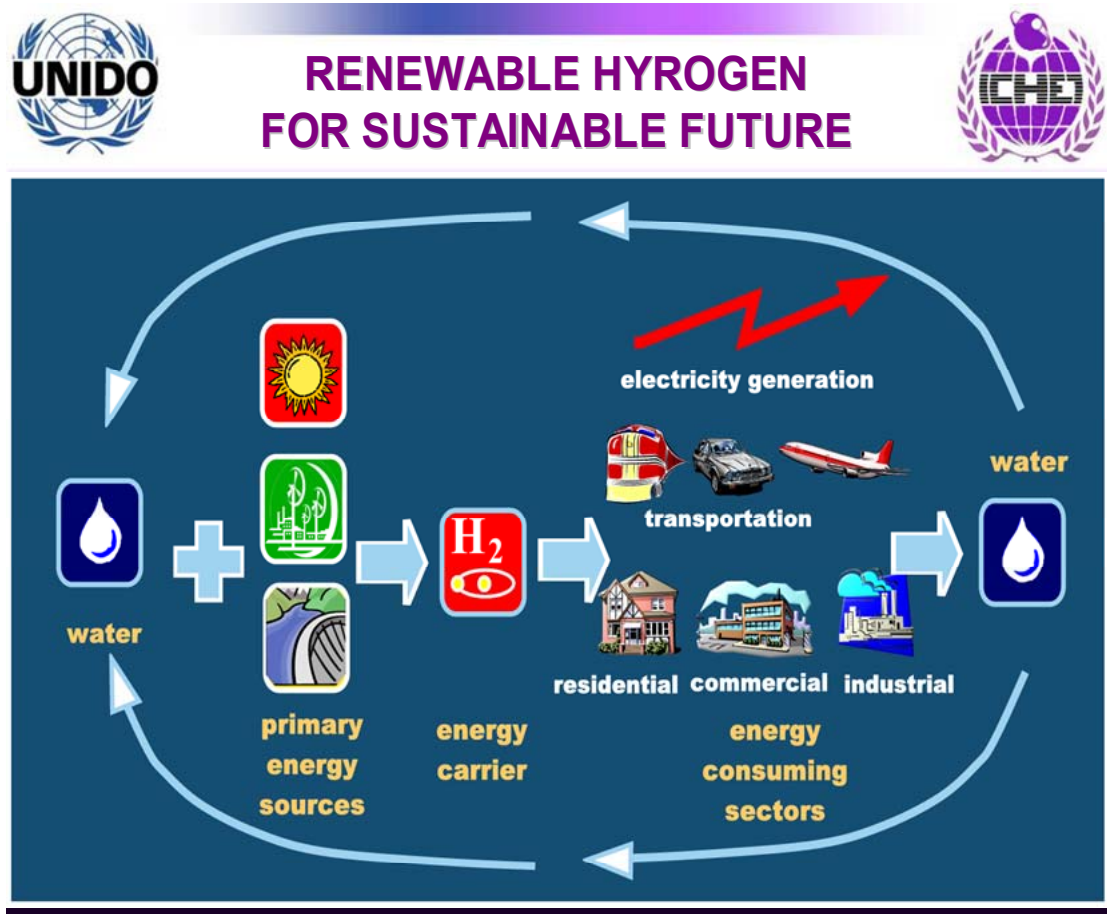 UNIDO
RENEWABLE HYROGEN
FOR SUSTAINABLE FUTURE
ICHET
electricity generation
water
transportation
H2
water
residential
commercial
industrial
primary
energy
sources
energy
carrier
energy
consuming
sectors